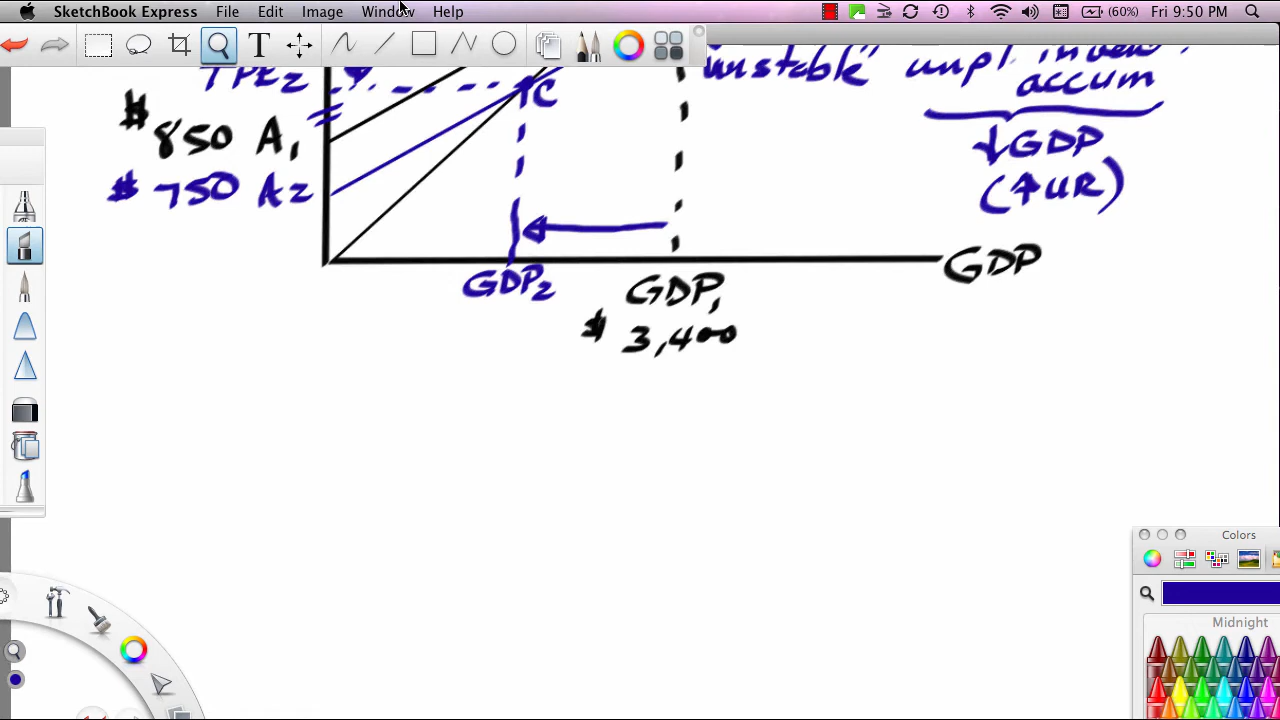 SketchBook Express File Edit Image Window Help (60%) Fri 9:50 PM
T
"unstable" unpl. inven.
accum
TPE2
C
$850 A1
↓GDP
$750 A2
(↑UR)
GDP
GDP2 GDP1
$3,400
Colors
Midnight